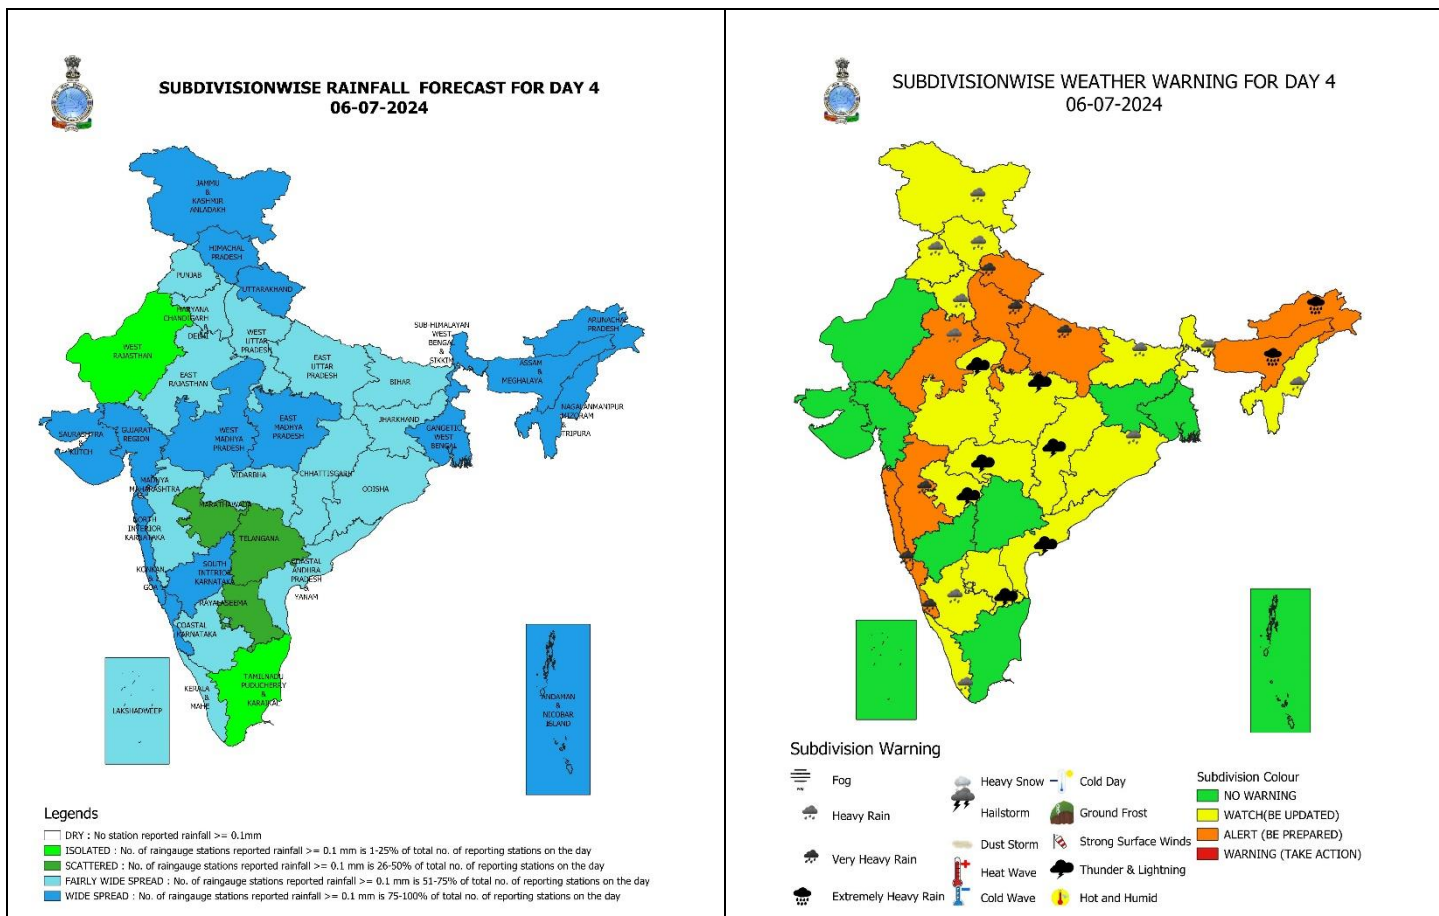 SUBDIVISIONWISE RAINFALL FORECAST FOR DAY 4
06-07-2024
JAMMU
&
KASHMIR
ANLADAKH
HIMACHAL
PRADESH
PUNJAB
UTTARAKHAND
HARYANA
CHANDIGARH
&
DELHI
WEST
UTTAR
PRADESH
WEST
RAJASTHAN
EAST
RAJASTHAN
EAST
UTTAR
PRADESH
SUB-HIMALAYAN
WEST
BENGAL
&
SIKKIM
ARUNACHAL
PRADESH
ASSAM
&
MEGHALAYA
BIHAR
NAGALANMANIPUR
MIZORAM
&
TRIPURA
JHARKHAND
GANGETIC
WEST
BENGAL
SAURASHTRA
&
KUTCH
GUJARAT
REGION
WEST
MADHYA
PRADESH
EAST
MADHYA
PRADESH
VIDARBHA
CHHATTISGARH
ODISHA
MADHYA
MAHARASHTRA
MARATHAWADA
NORTH
INTERIOR
KARNATAKA
TELANGANA
KONKAN &
GOA
SOUTH
INTERIOR
KARNATAKA
COASTAL
ANDHRA
PRADESH
&
YANAM
RAYALASEEMA
COASTAL
KARNATAKA
KERALA
&
MAHE
TAMILNADU
PUDUCHERRY
&
KARAIKAL
LAKSHADWEEP
ANDAMAN
&
NICOBAR
ISLAND
Legends
DRY : No station reported rainfall >= 0.1mm
ISOLATED : No. of raingauge stations reported rainfall >= 0.1 mm is 1-25% of total no. of reporting stations on the day
SCATTERED : No. of raingauge stations reported rainfall >= 0.1 mm is 26-50% of total no. of reporting stations on the day
FAIRLY WIDE SPREAD : No. of raingauge stations reported rainfall >= 0.1 mm is 51-75% of total no. of reporting stations on the day
WIDE SPREAD : No. of raingauge stations reported rainfall >= 0.1 mm is 75-100% of total no. of reporting stations on the day
SUBDIVISIONWISE WEATHER WARNING FOR DAY 4
06-07-2024
Subdivision Warning
Fog
Heavy Rain
Very Heavy Rain
Extremely Heavy Rain
Heavy Snow
Hailstorm
Dust Storm
Heat Wave
Cold Wave
Cold Day
Ground Frost
Strong Surface Winds
Thunder & Lightning
Hot and Humid
Subdivision Colour
NO WARNING
WATCH(BE UPDATED)
ALERT (BE PREPARED)
WARNING (TAKE ACTION)